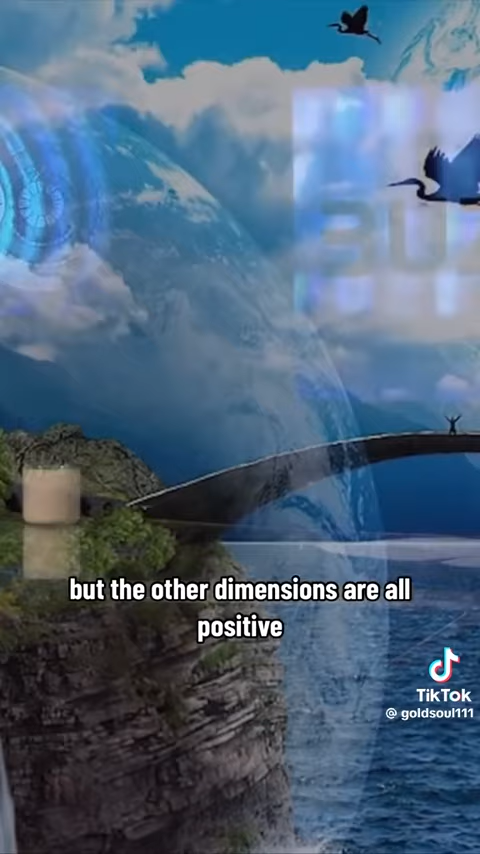 but the other dimensions are all
positive
TikTok
@ goldsoul111